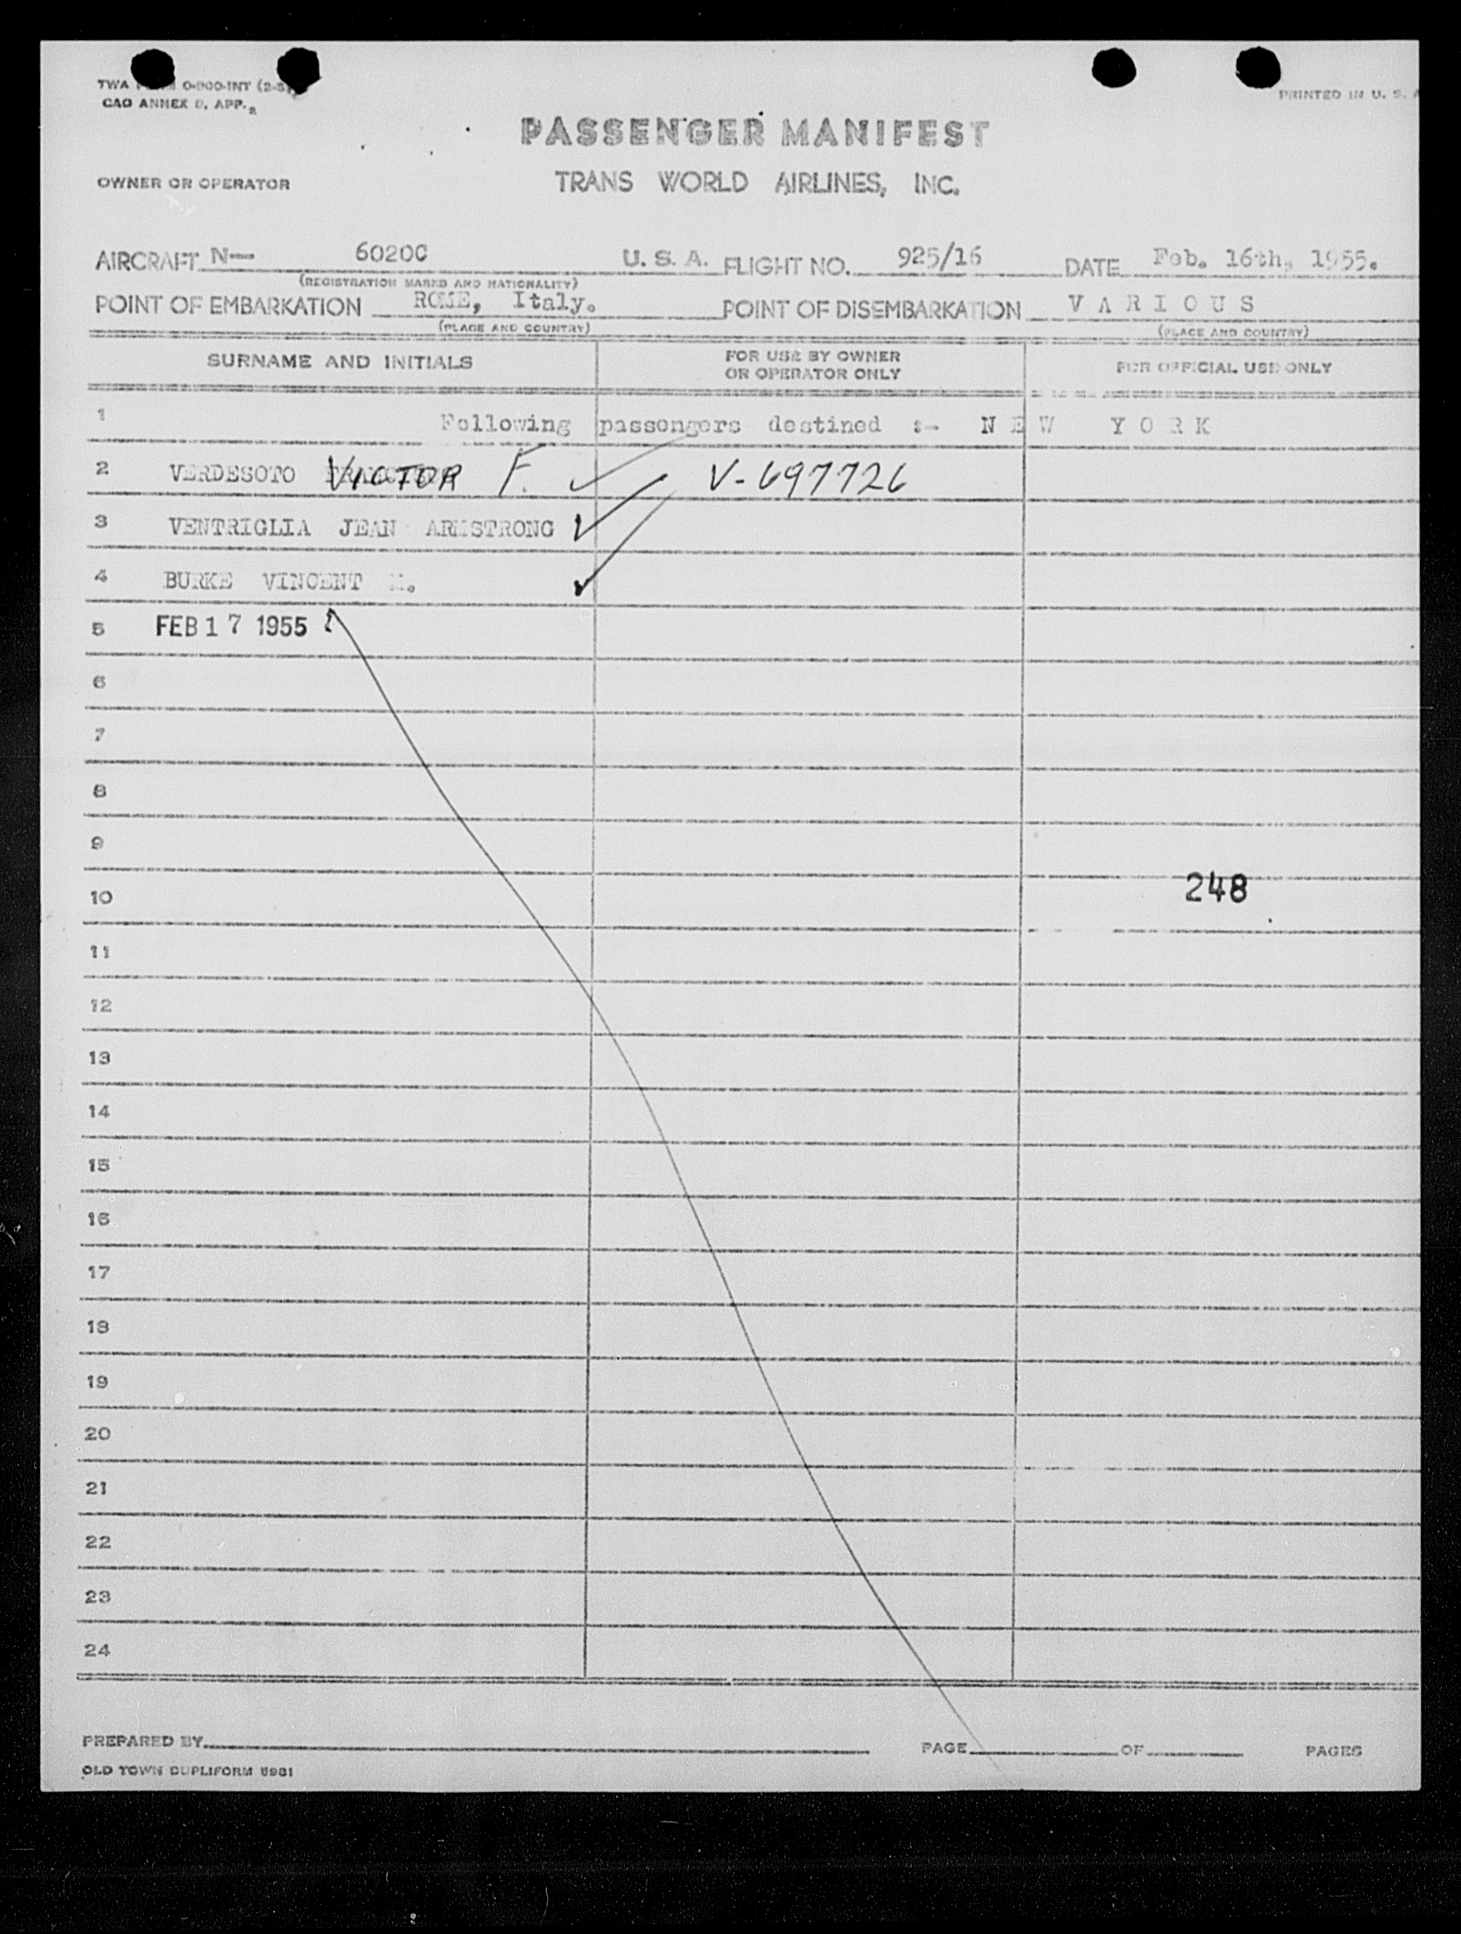 TWA O-900-INT (2-5
CAO ANNEX 9, APP. 2
PRINTED IN U. S. A
PASSENGER MANIFEST
OWNER OR OPERATOR TRANS WORLD AIRLINES, INC.
AIRCRAFT N-- 6020C U. S. A. FLIGHT NO. 925/16 DATE Feb. 16th, 1955.
(REGISTRATION MARKS AND NATIONALITY)
POINT OF EMBARKATION ROME, Italy. POINT OF DISEMBARKATION V A R I O U S
(PLACE AND COUNTRY) (PLACE AND COUNTRY)
SURNAME AND INITIALS FOR USE BY OWNER OR OPERATOR ONLY FOR OFFICIAL USE ONLY
1 Following passengers destined :- N E W Y O R K
2 VERDESOTO VICTOR F. V-697726
3 VENTRIGLIA JEAN ARMSTRONG
4 BURKE VINCENT M.
5 FEB 17 1955
6
7
8
9
10 248
11
12
13
14
15
16
17
18
19
20
21
22
23
24
PREPARED BY PAGE OF PAGES
OLD TOWN DUPLIFORM 5981